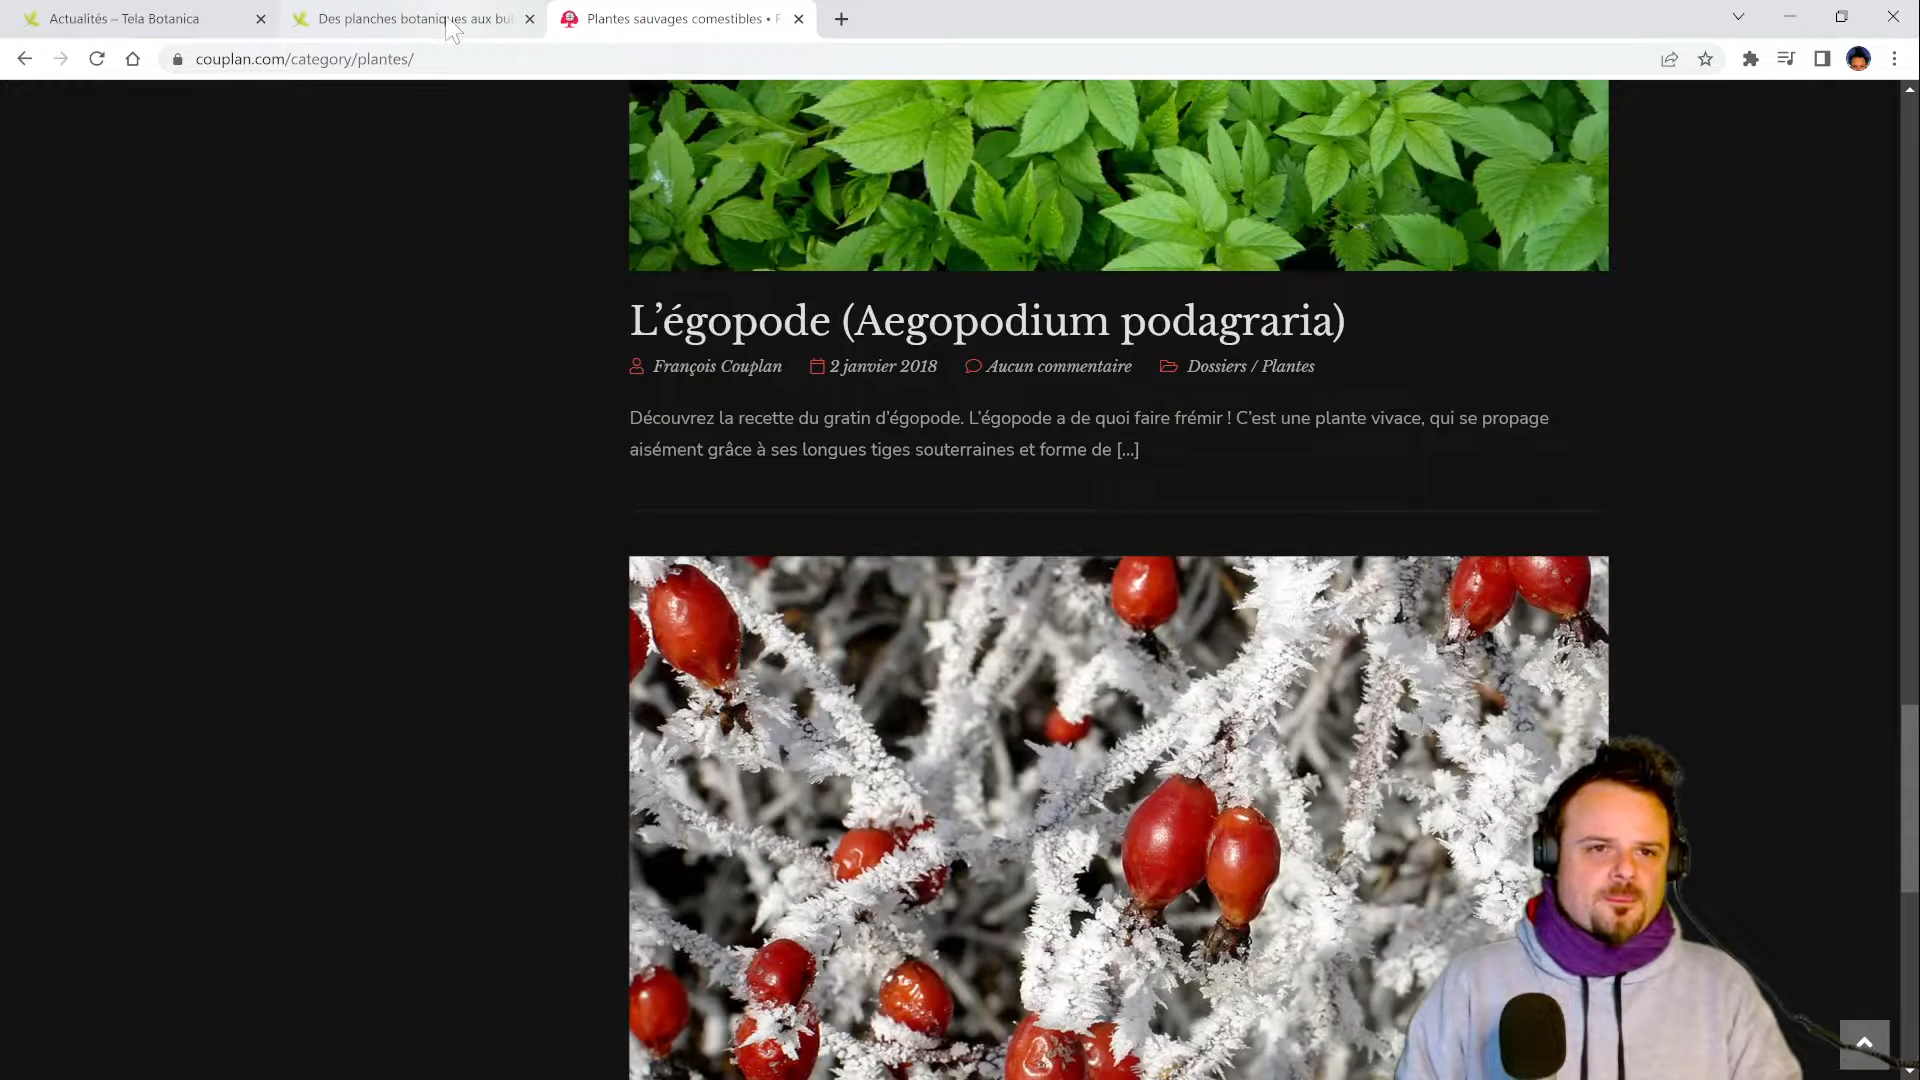 Actualités – Tela Botanica
Des planches botaniques aux bul
Plantes sauvages comestibles •
couplan.com/category/plantes/
L’égopode (Aegopodium podagraria)
François Couplan 2 janvier 2018 Aucun commentaire Dossiers / Plantes
Découvrez la recette du gratin d’égopode. L’égopode a de quoi faire frémir ! C’est une plante vivace, qui se propage
aisément grâce à ses longues tiges souterraines et forme de [...]